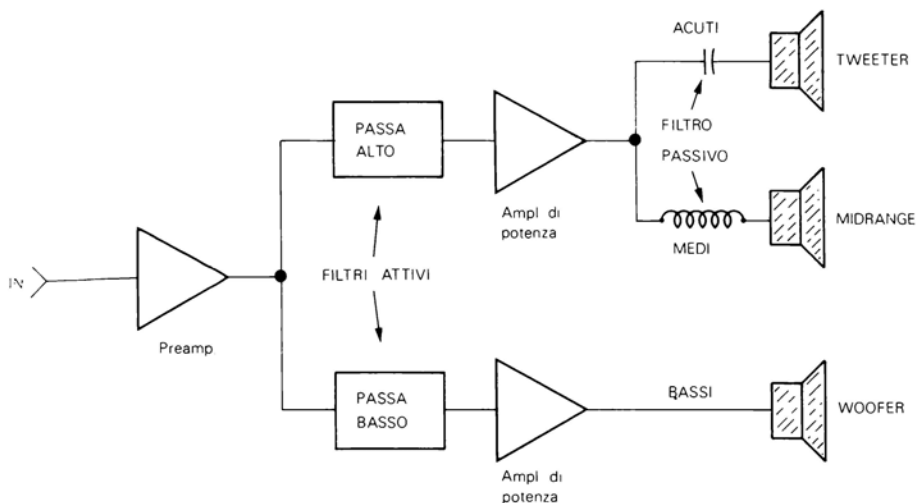 ACUTI
TWEETER
PASSA
ALTO
FILTRO
PASSIVO
Ampl di
potenza
MIDRANGE
MEDI
IN
FILTRI ATTIVI
Preamp
PASSA
BASSO
BASSI
WOOFER
Ampl di
potenza